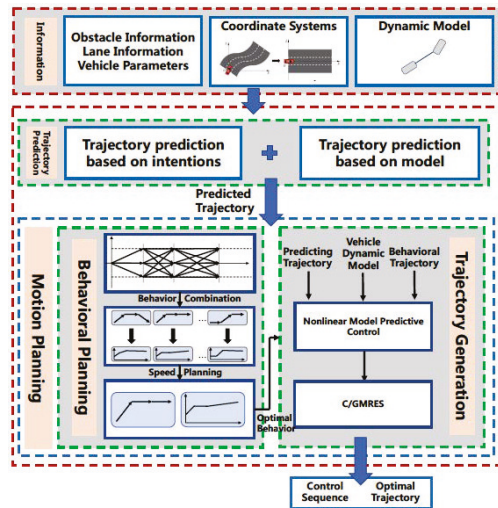 Information
Obstacle Information
Lane Information
Vehicle Parameters
Coordinate Systems
Dynamic Model
Trajectory
Prediction
Trajectory prediction
based on intentions
Trajectory prediction
based on model
Predicted
Trajectory
Motion Planning
Behavioral Planning
Behavior Combination
Speed Planning
Optimal
Behavior
Predicting
Trajectory
Vehicle
Dynamic
Model
Behavioral
Trajectory
Nonlinear Model Predictive
Control
C/GMRES
Trajectory Generation
Control
Sequence
Optimal
Trajectory